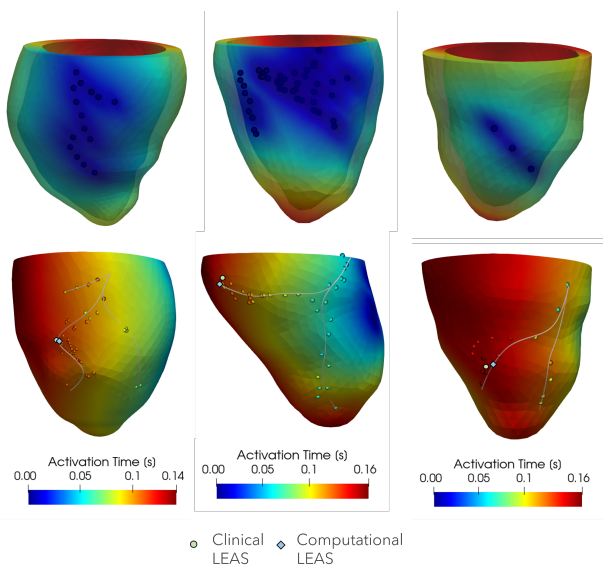 Activation Time (s)
0.00 0.05 0.1 0.14
Activation Time (s)
0.00 0.05 0.1 0.16
Activation Time (s)
0.00 0.05 0.1 0.16
Clinical LEAS
Computational LEAS